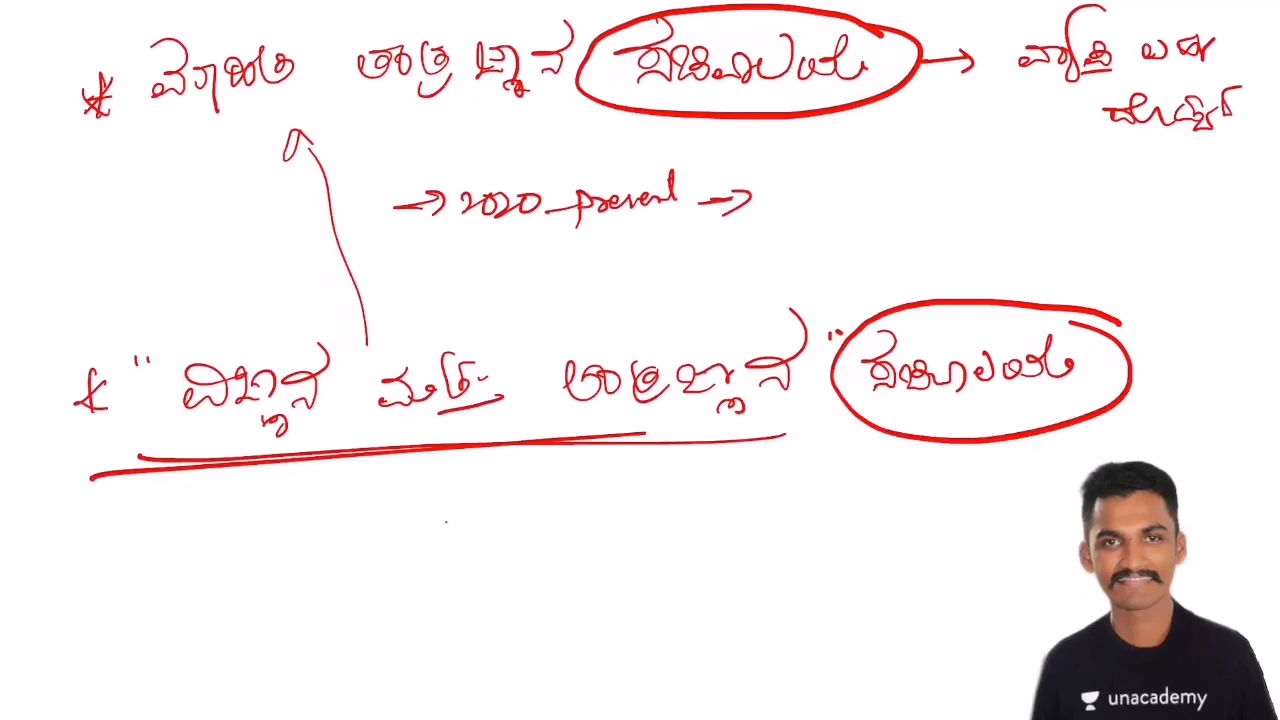 * ಮಾಹಿತಿ ತಂತ್ರಜ್ಞಾನ ಸಚಿವಾಲಯ →
→ 2020 - present →
* " ವಿಜ್ಞಾನ ಮತ್ತು ತಂತ್ರಜ್ಞಾನ " ಸಚಿವಾಲಯ
unacademy